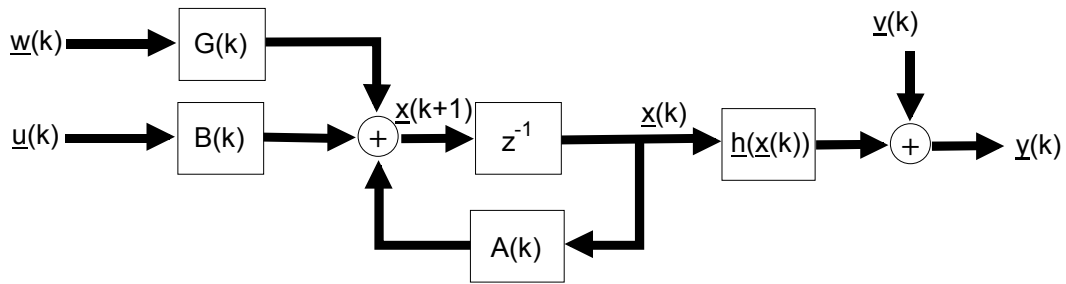 w(k)
G(k)
v(k)
u(k)
B(k)
+
x(k+1)
z-1
x(k)
h(x(k))
+
y(k)
A(k)